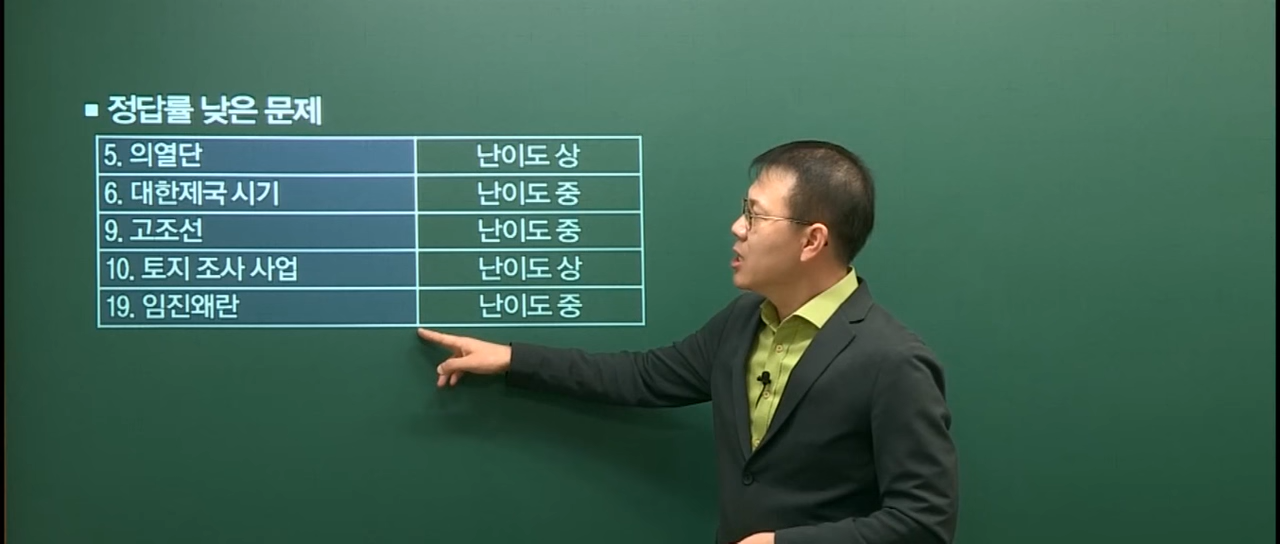 ■ 정답률 낮은 문제
5. 의열단 난이도 상
6. 대한제국 시기 난이도 중
9. 고조선 난이도 중
10. 토지 조사 사업 난이도 상
19. 임진왜란 난이도 중